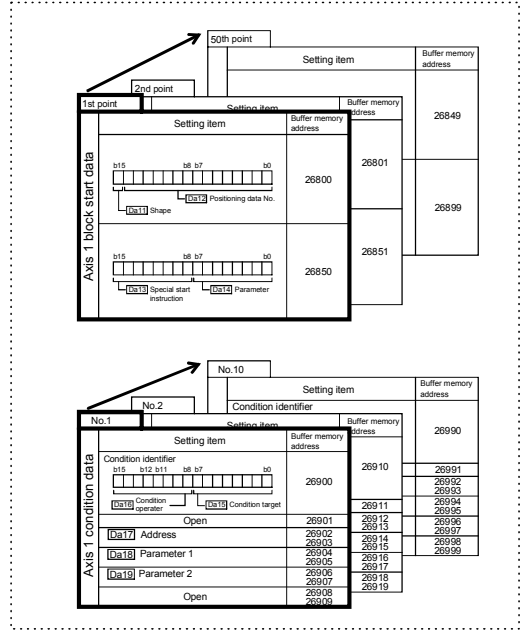 50th point
Setting item
Buffer memory address
2nd point
26849
26899
1st point
Setting item
Buffer memory address
26801
26851
Axis 1 block start data
Setting item
Buffer memory address
b15 b8 b7 b0
Da12 Positioning data No.
Da11 Shape
26800
b15 b8 b7 b0
Da13 Special start instruction
Da14 Parameter
26850
No.10
Setting item
Buffer memory address
No.2
Condition identifier
26990
26991
26992
26993
26994
26995
26996
26997
26998
26999
No.1
Setting item
Buffer memory address
26910
26911
26912
26913
26914
26915
26916
26917
26918
26919
Axis 1 condition data
Setting item
Buffer memory address
Condition identifier
b15 b12 b11 b8 b7 b0
Da16 Condition operater
Da15 Condition target
26900
Open 26901
Da17 Address 26902
26903
Da18 Parameter 1 26904
26905
Da19 Parameter 2 26906
26907
Open 26908
26909